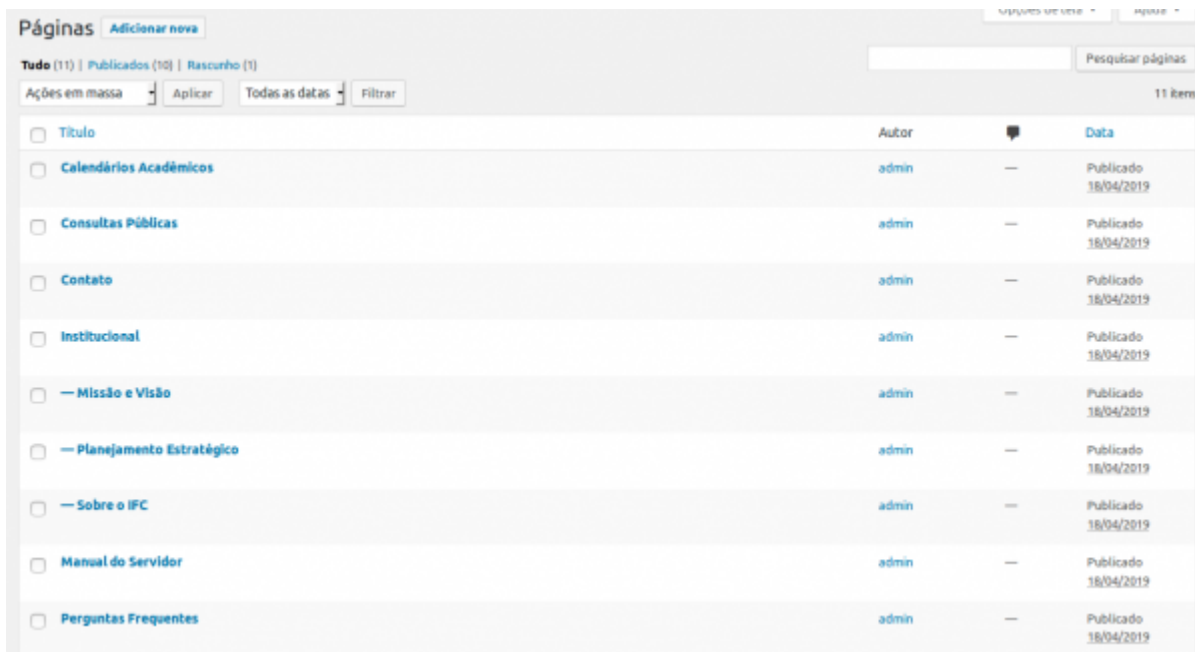 Opções de tela
Ajuda
Páginas Adicionar nova
Tudo (11) | Publicados (10) | Rascunho (1)
Pesquisar páginas
Ações em massa Aplicar Todas as datas Filtrar 11 itens
Título Autor Data
Calendários Acadêmicos admin — Publicado
18/04/2019
Consultas Públicas admin — Publicado
18/04/2019
Contato admin — Publicado
18/04/2019
Institucional admin — Publicado
18/04/2019
— Missão e Visão admin — Publicado
18/04/2019
— Planejamento Estratégico admin — Publicado
18/04/2019
— Sobre o IFC admin — Publicado
18/04/2019
Manual do Servidor admin — Publicado
18/04/2019
Perguntas Frequentes admin — Publicado
18/04/2019